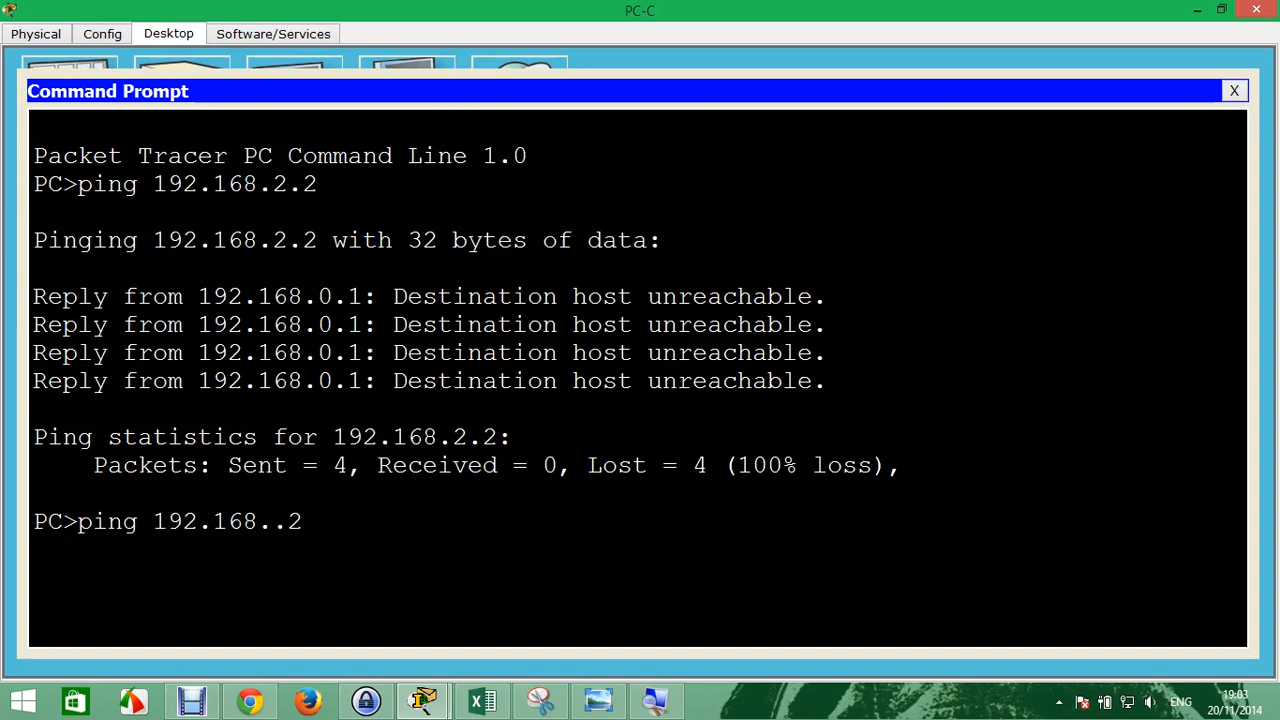 PC-C
Physical Config Desktop Software/Services
Command Prompt
X
Packet Tracer PC Command Line 1.0
PC>ping 192.168.2.2
Pinging 192.168.2.2 with 32 bytes of data:
Reply from 192.168.0.1: Destination host unreachable.
Reply from 192.168.0.1: Destination host unreachable.
Reply from 192.168.0.1: Destination host unreachable.
Reply from 192.168.0.1: Destination host unreachable.
Ping statistics for 192.168.2.2:
Packets: Sent = 4, Received = 0, Lost = 4 (100% loss),
PC>ping 192.168..2
ENG
19:03
20/11/2014